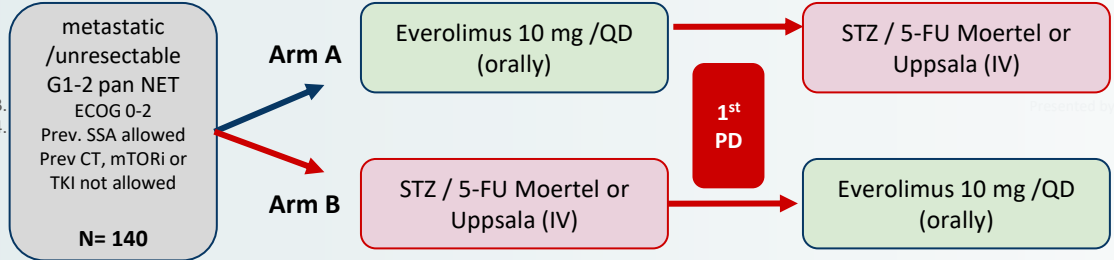 metastatic
/unresectable
G1-2 pan NET
ECOG 0-2
Prev. SSA allowed
Prev CT, mTORi or
TKI not allowed
N= 140
Arm A
Everolimus 10 mg /QD
(orally)
STZ / 5-FU Moertel or
Uppsala (IV)
1st
PD
Arm B
STZ / 5-FU Moertel or
Uppsala (IV)
Everolimus 10 mg /QD
(orally)
Presented by